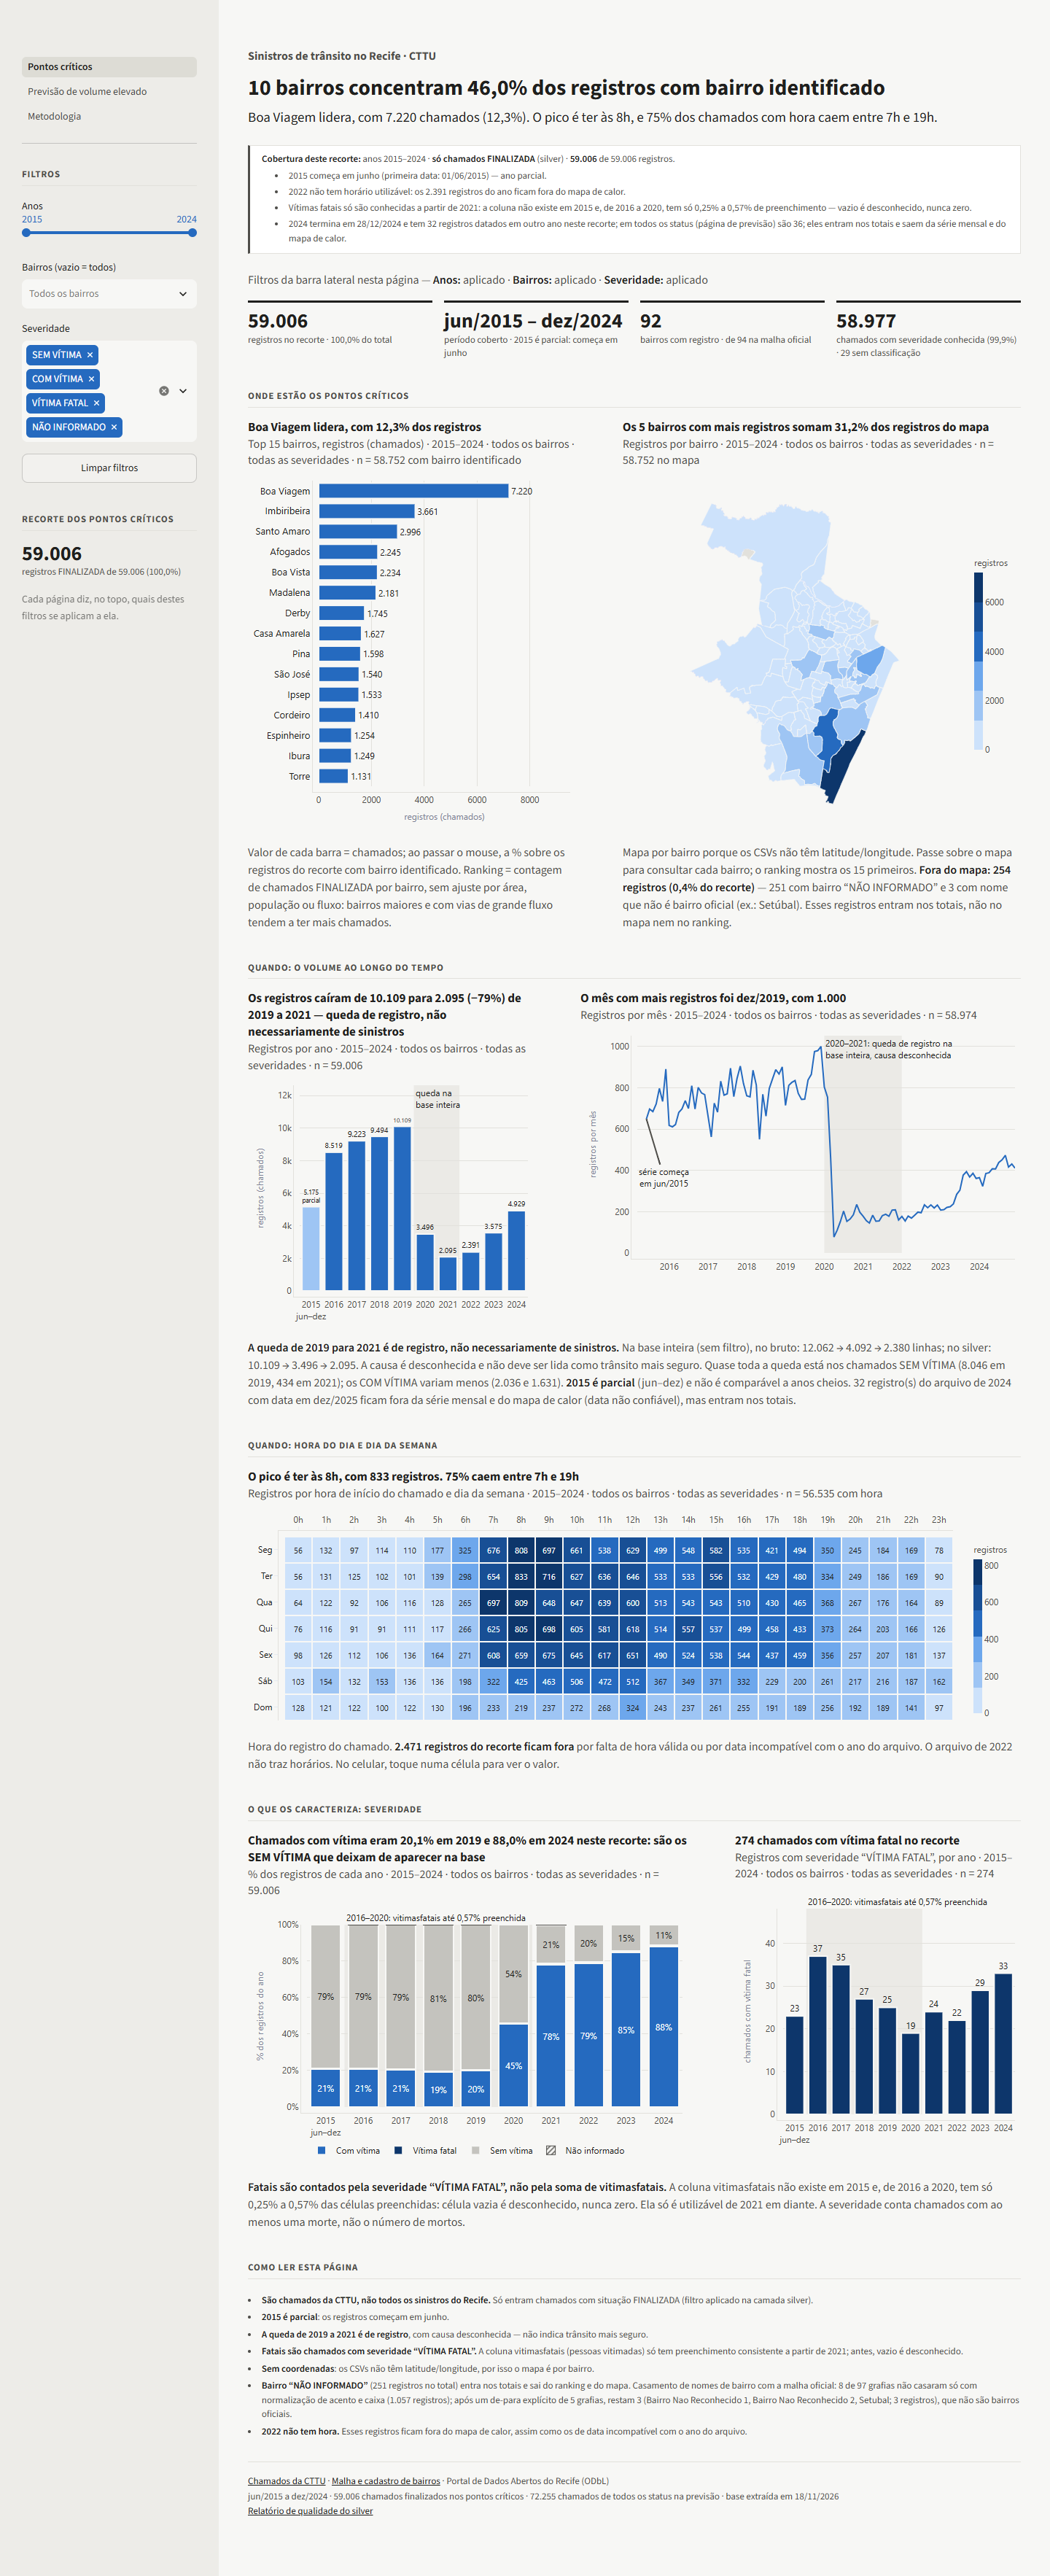 Pontos críticos
Previsão de volume elevado
Metodologia
FILTROS
Anos
2015 2024
Bairros (vazio = todos)
Todos os bairros
Severidade
SEM VÍTIMA ×
COM VÍTIMA ×
VÍTIMA FATAL ×
NÃO INFORMADO ×
Limpar filtros
RECORTE DOS PONTOS CRÍTICOS
59.006
registros FINALIZADA de 59.006 (100,0%)
Cada página diz, no topo, quais destes
filtros se aplicam a ela.
Sinistros de trânsito no Recife · CTTU
10 bairros concentram 46,0% dos registros com bairro identificado
Boa Viagem lidera, com 7.220 chamados (12,3%). O pico é ter às 8h, e 75% dos chamados com hora caem entre 7h e 19h.
Cobertura deste recorte: anos 2015–2024 · só chamados FINALIZADA (silver) · 59.006 de 59.006 registros.
• 2015 começa em junho (primeira data: 01/06/2015) — ano parcial.
• 2022 não tem horário utilizável: os 2.391 registros do ano ficam fora do mapa de calor.
• Vítimas fatais só são conhecidas a partir de 2021: a coluna não existe em 2015 e, de 2016 a 2020, tem só 0,25% a 0,57% de preenchimento — vazio é desconhecido, nunca zero.
• 2024 termina em 28/12/2024 e tem 32 registros datados em outro ano neste recorte; em todos os status (página de previsão) são 36; eles entram nos totais e saem da série mensal e do
mapa de calor.
Filtros da barra lateral nesta página — Anos: aplicado · Bairros: aplicado · Severidade: aplicado
59.006
registros no recorte · 100,0% do total
jun/2015 – dez/2024
período coberto · 2015 é parcial: começa em
junho
92
bairros com registro · de 94 na malha oficial
58.977
chamados com severidade conhecida (99,9%)
· 29 sem classificação
ONDE ESTÃO OS PONTOS CRÍTICOS
Boa Viagem lidera, com 12,3% dos registros
Top 15 bairros, registros (chamados) · 2015–2024 · todos os bairros ·
todas as severidades · n = 58.752 com bairro identificado
Boa Viagem 7.220
Imbiribeira 3.661
Santo Amaro 2.996
Afogados 2.245
Boa Vista 2.234
Madalena 2.181
Derby 1.745
Casa Amarela 1.627
Pina 1.598
São José 1.540
Ipsep 1.533
Cordeiro 1.410
Espinheiro 1.254
Ibura 1.249
Torre 1.131
0 2000 4000 6000 8000
registros (chamados)
Valor de cada barra = chamados; ao passar o mouse, a % sobre os
registros do recorte com bairro identificado. Ranking = contagem
de chamados FINALIZADA por bairro, sem ajuste por área,
população ou fluxo: bairros maiores e com vias de grande fluxo
tendem a ter mais chamados.
Os 5 bairros com mais registros somam 31,2% dos registros do mapa
Registros por bairro · 2015–2024 · todos os bairros · todas as severidades · n =
58.752 no mapa
registros
6000
4000
2000
0
Mapa por bairro porque os CSVs não têm latitude/longitude. Passe sobre o mapa
para consultar cada bairro; o ranking mostra os 15 primeiros. Fora do mapa: 254
registros (0,4% do recorte) — 251 com bairro “NÃO INFORMADO” e 3 com nome
que não é bairro oficial (ex.: Setúbal). Esses registros entram nos totais, não no
mapa nem no ranking.
QUANDO: O VOLUME AO LONGO DO TEMPO
Os registros caíram de 10.109 para 2.095 (−79%) de
2019 a 2021 — queda de registro, não
necessariamente de sinistros
Registros por ano · 2015–2024 · todos os bairros · todas as
severidades · n = 59.006
queda na
base inteira
registros (chamados)
12k
10k
8k
6k
4k
2k
0
5.175
parcial
8.519
9.223
9.494
10.109
3.496
2.095
2.391
3.575
4.929
2015 2016 2017 2018 2019 2020 2021 2022 2023 2024
jun–dez
O mês com mais registros foi dez/2019, com 1.000
Registros por mês · 2015–2024 · todos os bairros · todas as severidades · n = 58.974
2020–2021: queda de registro na
base inteira, causa desconhecida
registros por mês
1000
800
600
400
200
0
série começa
em jun/2015
2016 2017 2018 2019 2020 2021 2022 2023 2024
A queda de 2019 para 2021 é de registro, não necessariamente de sinistros. Na base inteira (sem filtro), no bruto: 12.062 → 4.092 → 2.380 linhas; no silver:
10.109 → 3.496 → 2.095. A causa é desconhecida e não deve ser lida como trânsito mais seguro. Quase toda a queda está nos chamados SEM VÍTIMA (8.046 em
2019, 434 em 2021); os COM VÍTIMA variam menos (2.036 e 1.631). 2015 é parcial (jun–dez) e não é comparável a anos cheios. 32 registro(s) do arquivo de 2024
com data em dez/2025 ficam fora da série mensal e do mapa de calor (data não confiável), mas entram nos totais.
QUANDO: HORA DO DIA E DIA DA SEMANA
O pico é ter às 8h, com 833 registros. 75% caem entre 7h e 19h
Registros por hora de início do chamado e dia da semana · 2015–2024 · todos os bairros · todas as severidades · n = 56.535 com hora
0h 1h 2h 3h 4h 5h 6h 7h 8h 9h 10h 11h 12h 13h 14h 15h 16h 17h 18h 19h 20h 21h 22h 23h
Seg 56 132 97 114 110 177 325 676 808 697 661 538 629 499 548 582 535 421 494 350 245 184 169 78
Ter 56 131 125 102 101 139 298 654 833 716 627 636 646 533 533 556 532 429 480 334 249 186 169 90
Qua 64 122 92 106 116 128 265 697 809 648 647 639 600 513 543 543 510 430 465 368 267 176 164 89
Qui 76 116 91 91 111 117 266 625 805 698 605 581 618 514 557 537 499 458 433 373 264 203 166 126
Sex 98 126 112 106 136 164 271 608 659 675 645 617 651 490 524 538 544 437 459 356 257 207 181 137
Sáb 103 154 132 153 136 136 198 322 425 463 506 472 512 367 349 371 332 229 200 261 217 216 187 162
Dom 128 121 122 100 122 130 196 233 219 237 272 268 324 243 237 261 255 191 189 256 192 189 141 97
registros
800
600
400
200
0
Hora do registro do chamado. 2.471 registros do recorte ficam fora por falta de hora válida ou por data incompatível com o ano do arquivo. O arquivo de 2022
não traz horários. No celular, toque numa célula para ver o valor.
O QUE OS CARACTERIZA: SEVERIDADE
Chamados com vítima eram 20,1% em 2019 e 88,0% em 2024 neste recorte: são os
SEM VÍTIMA que deixam de aparecer na base
% dos registros de cada ano · 2015–2024 · todos os bairros · todas as severidades · n =
59.006
2016–2020: vitimasfatais até 0,57% preenchida
% dos registros do ano
100%
80%
60%
40%
20%
0%
79% 79% 79% 81% 80% 54% 21% 20% 15% 11%
21% 21% 21% 19% 20% 45% 78% 79% 85% 88%
2015 2016 2017 2018 2019 2020 2021 2022 2023 2024
jun–dez
Com vítima Vítima fatal Sem vítima Não informado
274 chamados com vítima fatal no recorte
Registros com severidade “VÍTIMA FATAL”, por ano · 2015–
2024 · todos os bairros · todas as severidades · n = 274
2016–2020: vitimasfatais até 0,57% preenchida
chamados com vítima fatal
40
30
20
10
0
23 37 35 27 25 19 24 22 29 33
2015 2016 2017 2018 2019 2020 2021 2022 2023 2024
jun–dez
Fatais são contados pela severidade “VÍTIMA FATAL”, não pela soma de vitimasfatais. A coluna vitimasfatais não existe em 2015 e, de 2016 a 2020, tem só
0,25% a 0,57% das células preenchidas: célula vazia é desconhecido, nunca zero. Ela só é utilizável de 2021 em diante. A severidade conta chamados com ao
menos uma morte, não o número de mortos.
COMO LER ESTA PÁGINA
• São chamados da CTTU, não todos os sinistros do Recife. Só entram chamados com situação FINALIZADA (filtro aplicado na camada silver).
• 2015 é parcial: os registros começam em junho.
• A queda de 2019 a 2021 é de registro, com causa desconhecida — não indica trânsito mais seguro.
• Fatais são chamados com severidade “VÍTIMA FATAL”. A coluna vitimasfatais (pessoas vitimadas) só tem preenchimento consistente a partir de 2021; antes, vazio é desconhecido.
• Sem coordenadas: os CSVs não têm latitude/longitude, por isso o mapa é por bairro.
• Bairro “NÃO INFORMADO” (251 registros no total) entra nos totais e sai do ranking e do mapa. Casamento de nomes de bairro com a malha oficial: 8 de 97 grafias não casaram só com
normalização de acento e caixa (1.057 registros); após um de-para explícito de 5 grafias, restam 3 (Bairro Nao Reconhecido 1, Bairro Nao Reconhecido 2, Setubal; 3 registros), que não são bairros
oficiais.
• 2022 não tem hora. Esses registros ficam fora do mapa de calor, assim como os de data incompatível com o ano do arquivo.
Chamados da CTTU · Malha e cadastro de bairros · Portal de Dados Abertos do Recife (ODbL)
jun/2015 a dez/2024 · 59.006 chamados finalizados nos pontos críticos · 72.255 chamados de todos os status na previsão · base extraída em 18/11/2026
Relatório de qualidade do silver